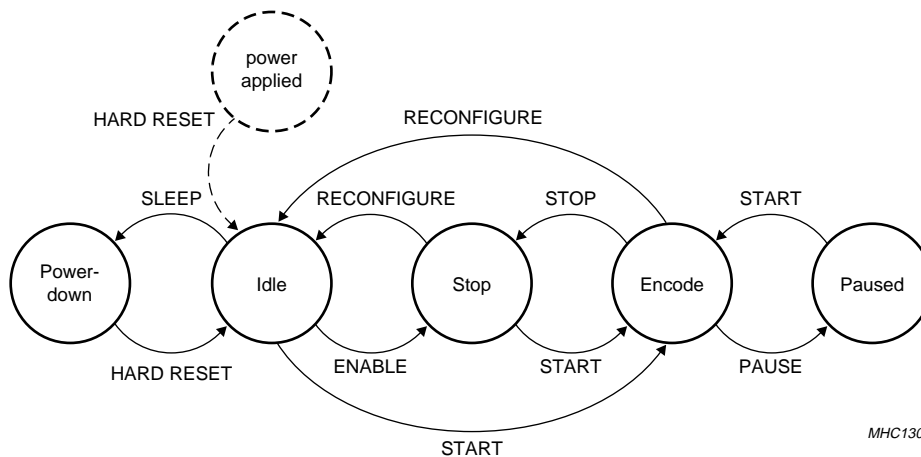 power
applied
HARD RESET
RECONFIGURE
SLEEP
RECONFIGURE
STOP
START
Power-
down
Idle
Stop
Encode
Paused
HARD RESET
ENABLE
START
PAUSE
START
MHC130